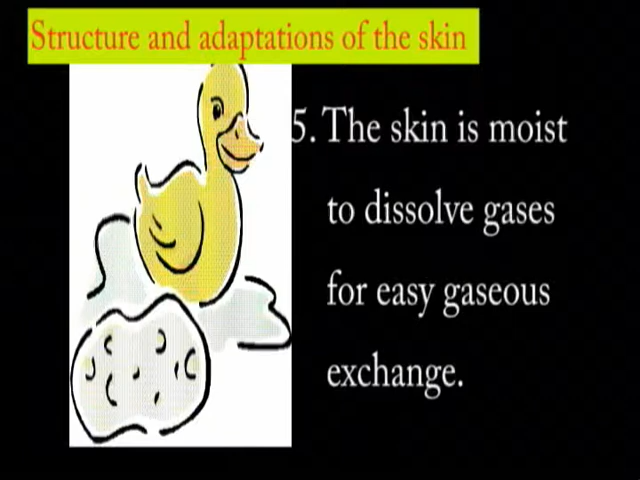 Structure and adaptations of the skin
5. The skin is moist
to dissolve gases
for easy gaseous
exchange.